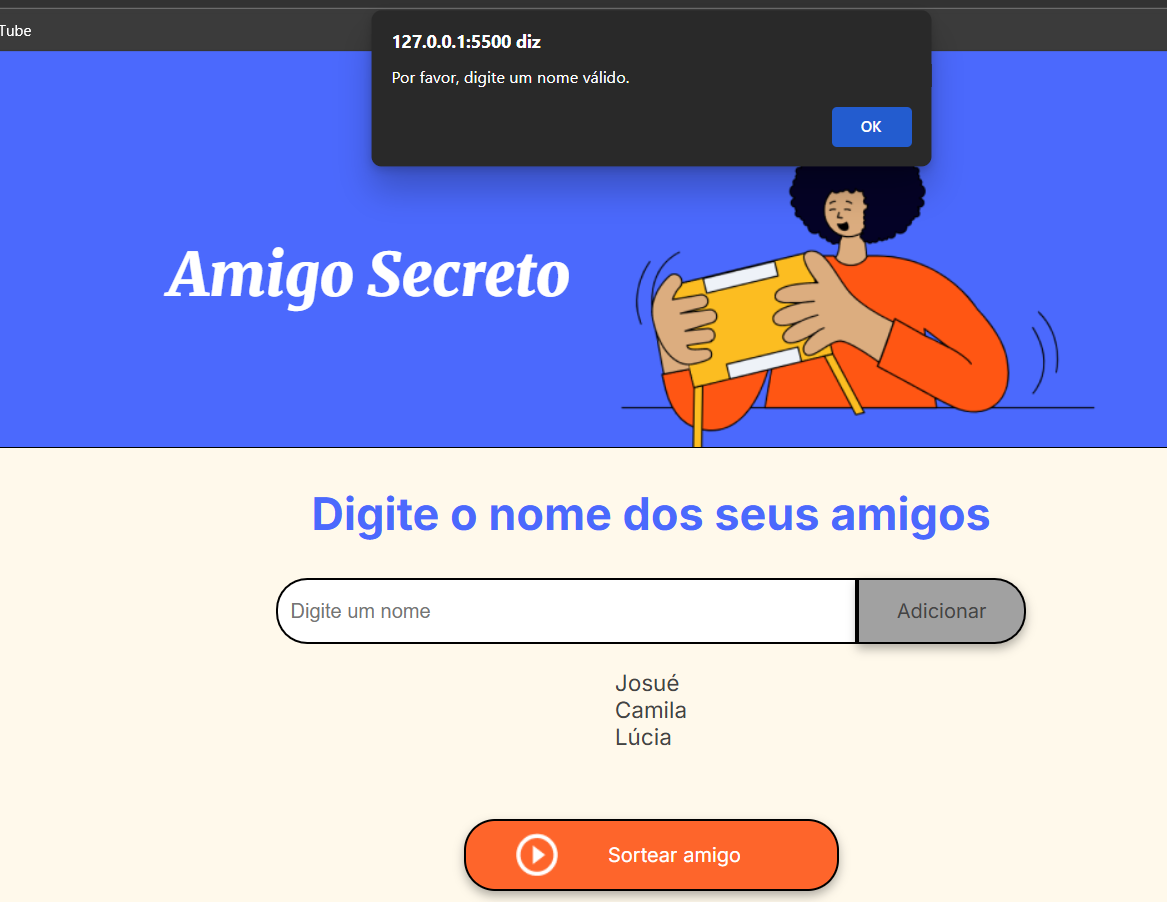 Tube
127.0.0.1:5500 diz
Por favor, digite um nome válido.
OK
Amigo Secreto
Digite o nome dos seus amigos
Digite um nome
Adicionar
Josué
Camila
Lúcia
Sortear amigo